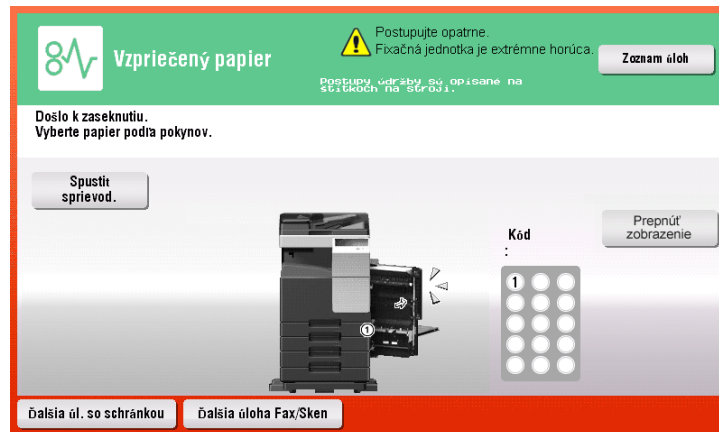 Postupujte opatrne.
Fixačná jednotka je extrémne horúca.
Vzpriečený papier
Zoznam úloh
Postupy údržby sú opísané na
štítkoch na stroji.
Došlo k zaseknutiu.
Vyberte papier podľa pokynov.
Spustiť
sprievod.
Prepnúť
zobrazenie
Kód
:
1
1
Ďalšia úl. so schránkou
Ďalšia úloha Fax/Sken